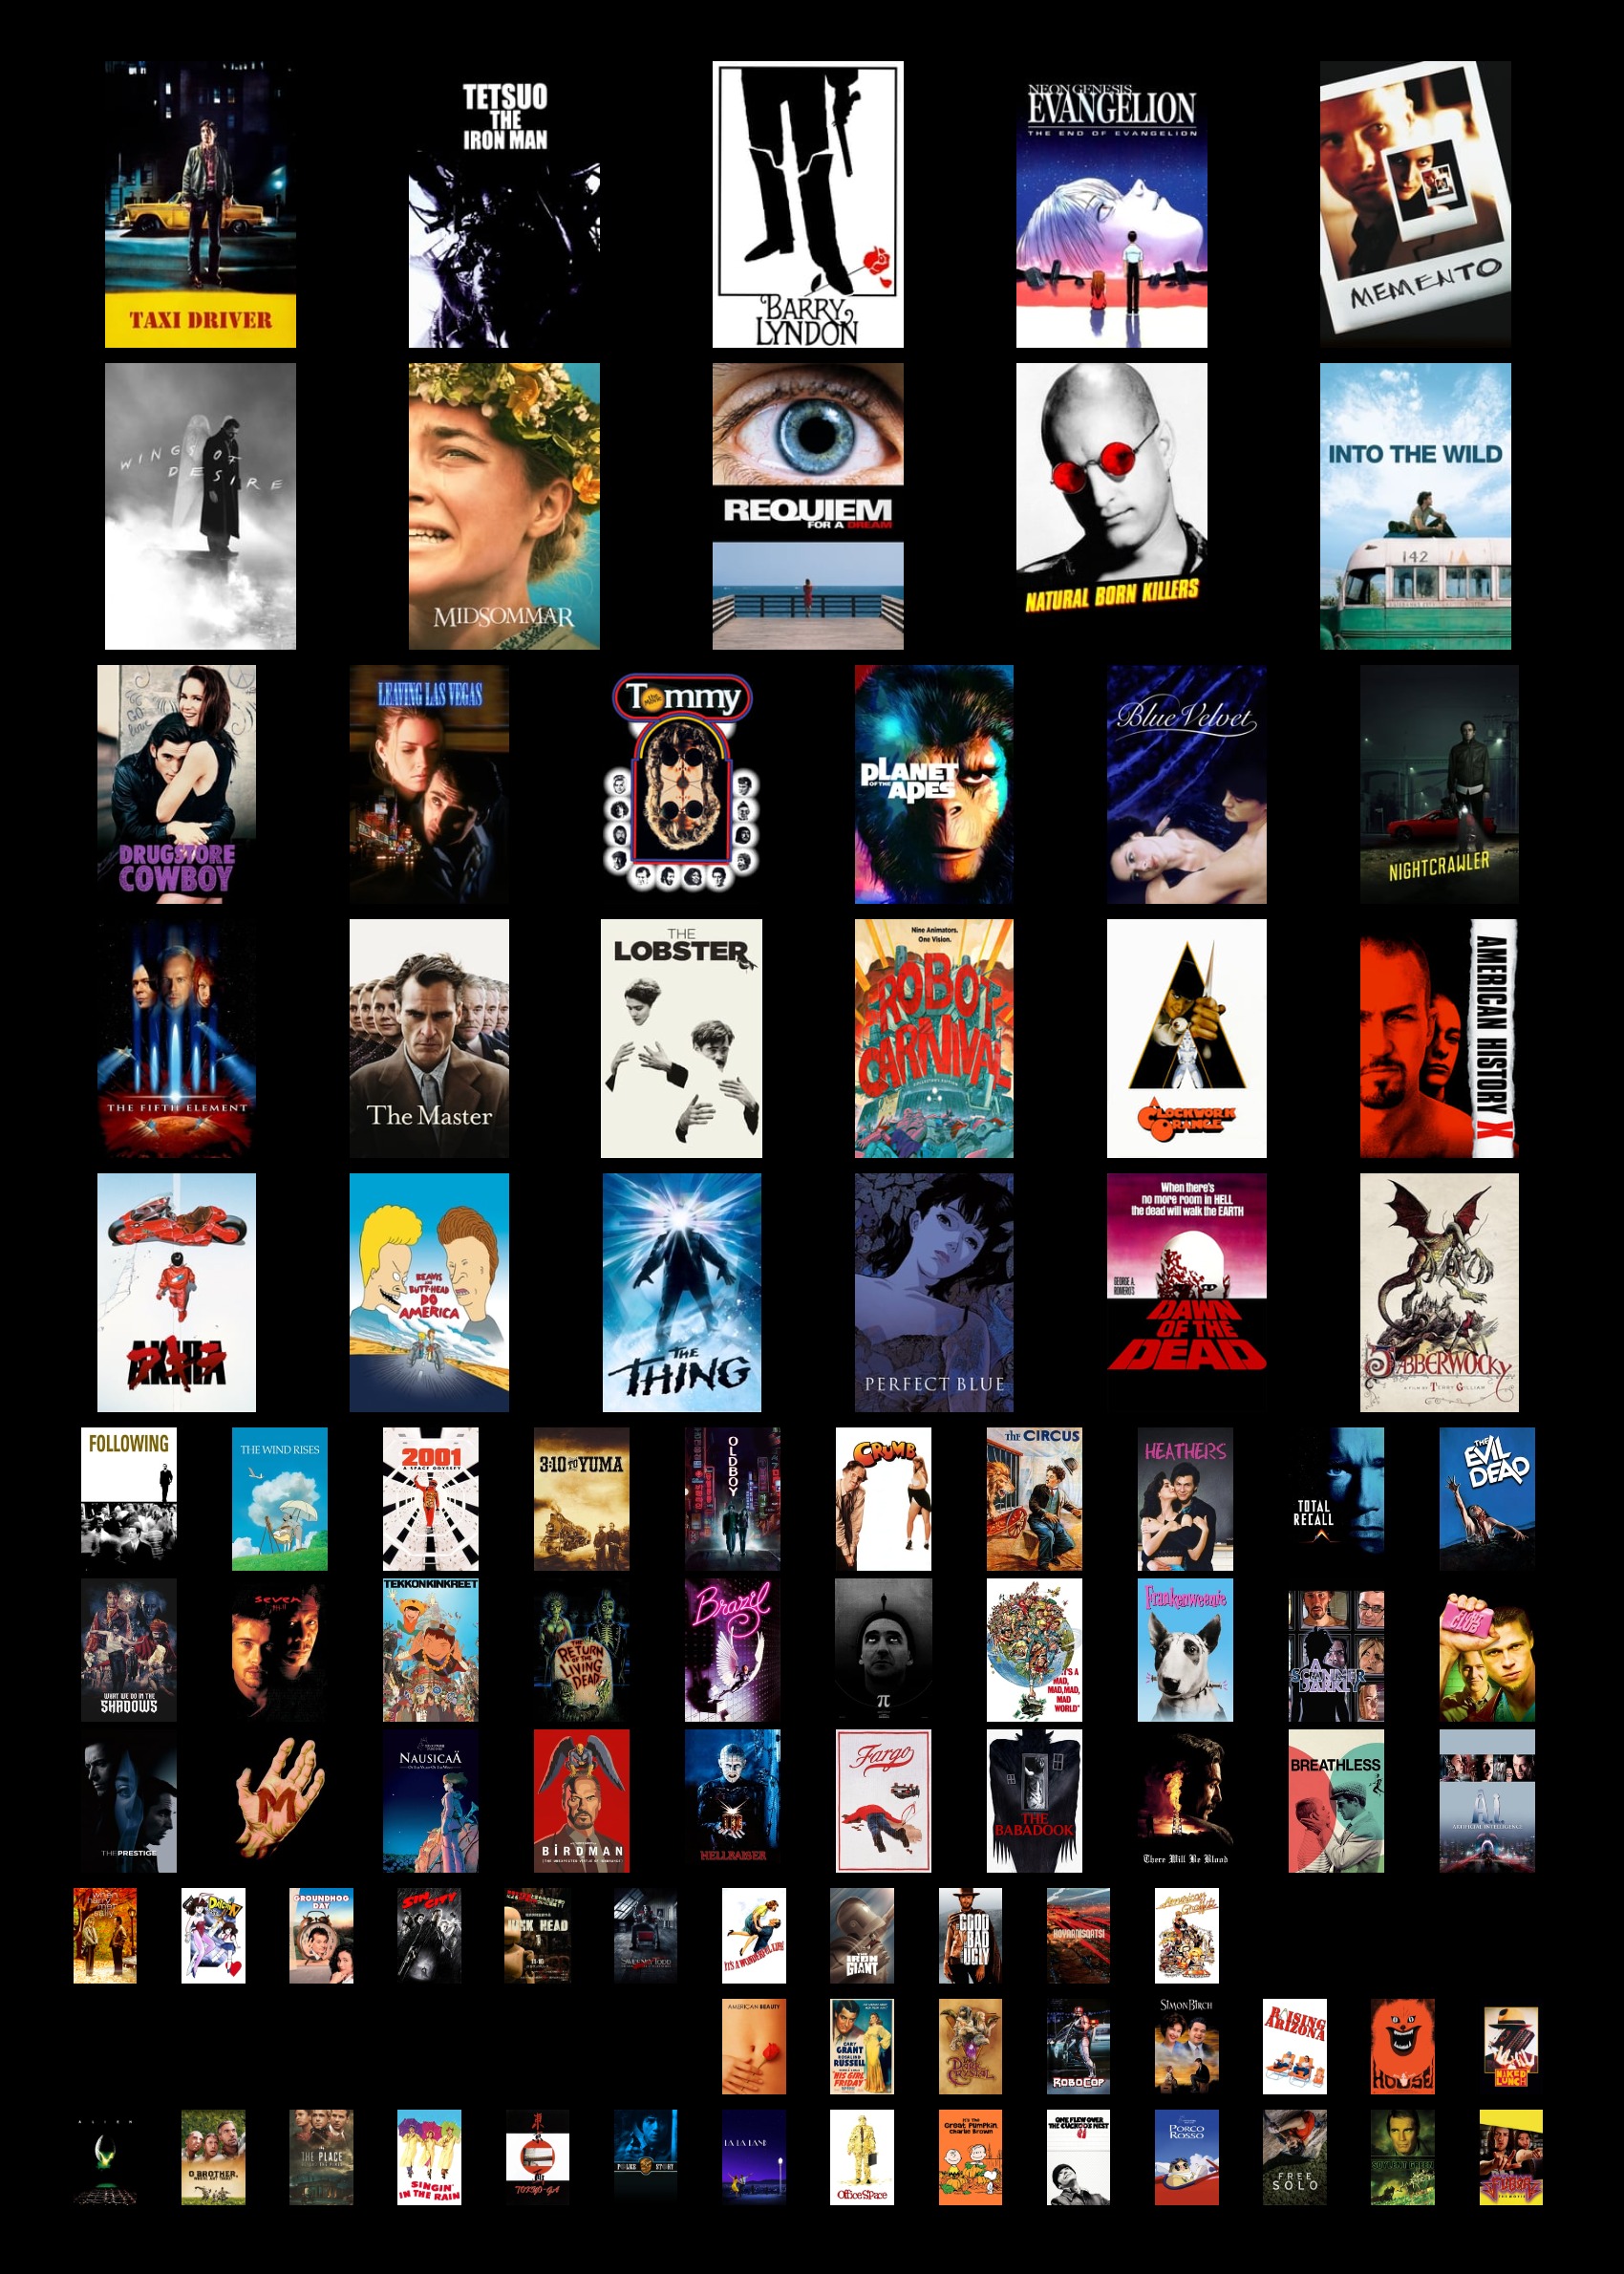 TAXI DRIVER
TETSUO
THE
IRON MAN
BARRY
LYNDON
NEON GENESIS
EVANGELION
THE END OF EVANGELION
MEMENTO
WINGS OF
DESIRE
MIDSOMMAR
REQUIEM
FOR A DREAM
NATURAL BORN KILLERS
INTO THE WILD
142
DRUGSTORE
COWBOY
LEAVING LAS VEGAS
Tommy
PLANET
OF THE
APES
Blue Velvet
NIGHTCRAWLER
THE FIFTH ELEMENT
The Master
THE
LOBSTER
Nine Animators.
One Vision.
ROBOT
CARNIVAL
A
CLOCKWORK
ORANGE
AMERICAN HISTORY X
AKIRA
アキラ
BEAVIS
AND
BUTT-HEAD
DO
AMERICA
THE
THING
PERFECT BLUE
When there's
no more room in HELL
the dead will walk the EARTH
GEORGE A.
ROMERO'S
DAWN
OF THE
DEAD
JABBERWOCKY
A FILM BY TERRY GILLIAM
FOLLOWING
THE WIND RISES
2001
A SPACE ODYSSEY
3:10 TO YUMA
OLDBOY
CRUMB
the CIRCUS
HEATHERS
TOTAL
RECALL
THE
EVIL
DEAD
WHAT WE DO IN THE
SHADOWS
seven
TEKKONKINKREET
THE
RETURN
OF THE
LIVING
DEAD
Brazil
π
IT'S A
MAD,
MAD,MAD,
MAD
WORLD
Frankenweenie
A
SCANNER
DARKLY
FIGHT
CLUB
THE PRESTIGE
M
NAUSICAÄ
BIRDMAN
HELLRAISER
Fargo
THE
BABADOOK
There Will Be Blood
BREATHLESS
A.I.
ARTIFICIAL INTELLIGENCE
GROUNDHOG
DAY
SIN CITY
HEAD
SWEENEY TODD
IT'S A WONDERFUL LIFE
THE
IRON
GIANT
THE
GOOD
THE
BAD
THE
UGLY
KOYAANISQATSI
American
Graffiti
AMERICAN BEAUTY
CARY
GRANT
ROSALIND
RUSSELL
HIS GIRL
FRIDAY
THE
DARK
CRYSTAL
ROBOCOP
SIMON BIRCH
RAISING
ARIZONA
HOUSE
NAKED
LUNCH
ALIEN
O BROTHER,
WHERE ART THOU?
THE PLACE
SINGIN'
IN THE RAIN
東
TOKYO-GA
POLICE STORY
LA LA LAND
OfficeSpace
It's the
Great Pumpkin,
Charlie Brown
ONE FLEW OVER
THE CUCKOO'S NEST
PORCO
ROSSO
FREE
SOLO
SOYLENT GREEN